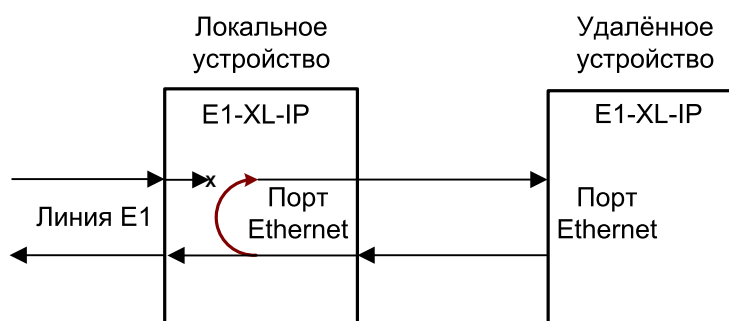 Локальное
устройство
Удалённое
устройство
E1-XL-IP
E1-XL-IP
x
Линия E1
Порт
Ethernet
Порт
Ethernet